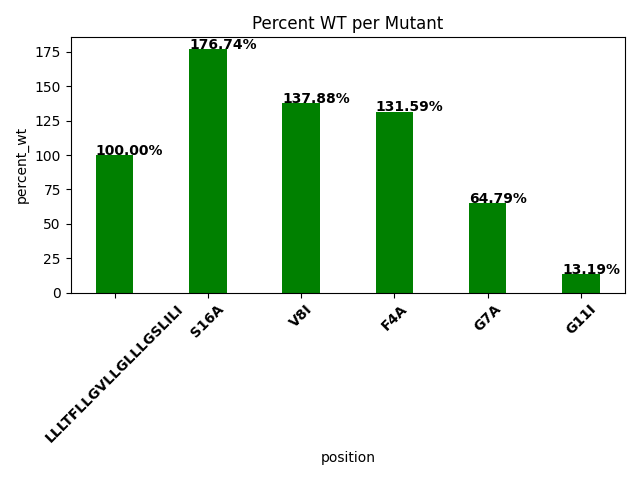 Percent WT per Mutant
percent_wt
175
150
125
100
75
50
25
0
100.00%
176.74%
137.88%
131.59%
64.79%
13.19%
LLLTFLLGVLLGLLLGSLILI
S16A
V8I
F4A
G7A
G11I
position